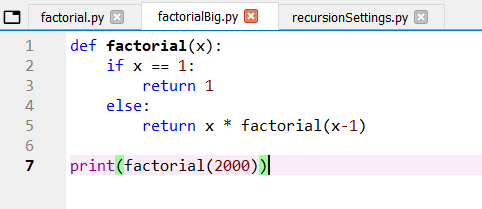 factorial.py factorialBig.py recursionSettings.py
1 def factorial(x):
2     if x == 1:
3         return 1
4     else:
5         return x * factorial(x-1)
6
7 print(factorial(2000))